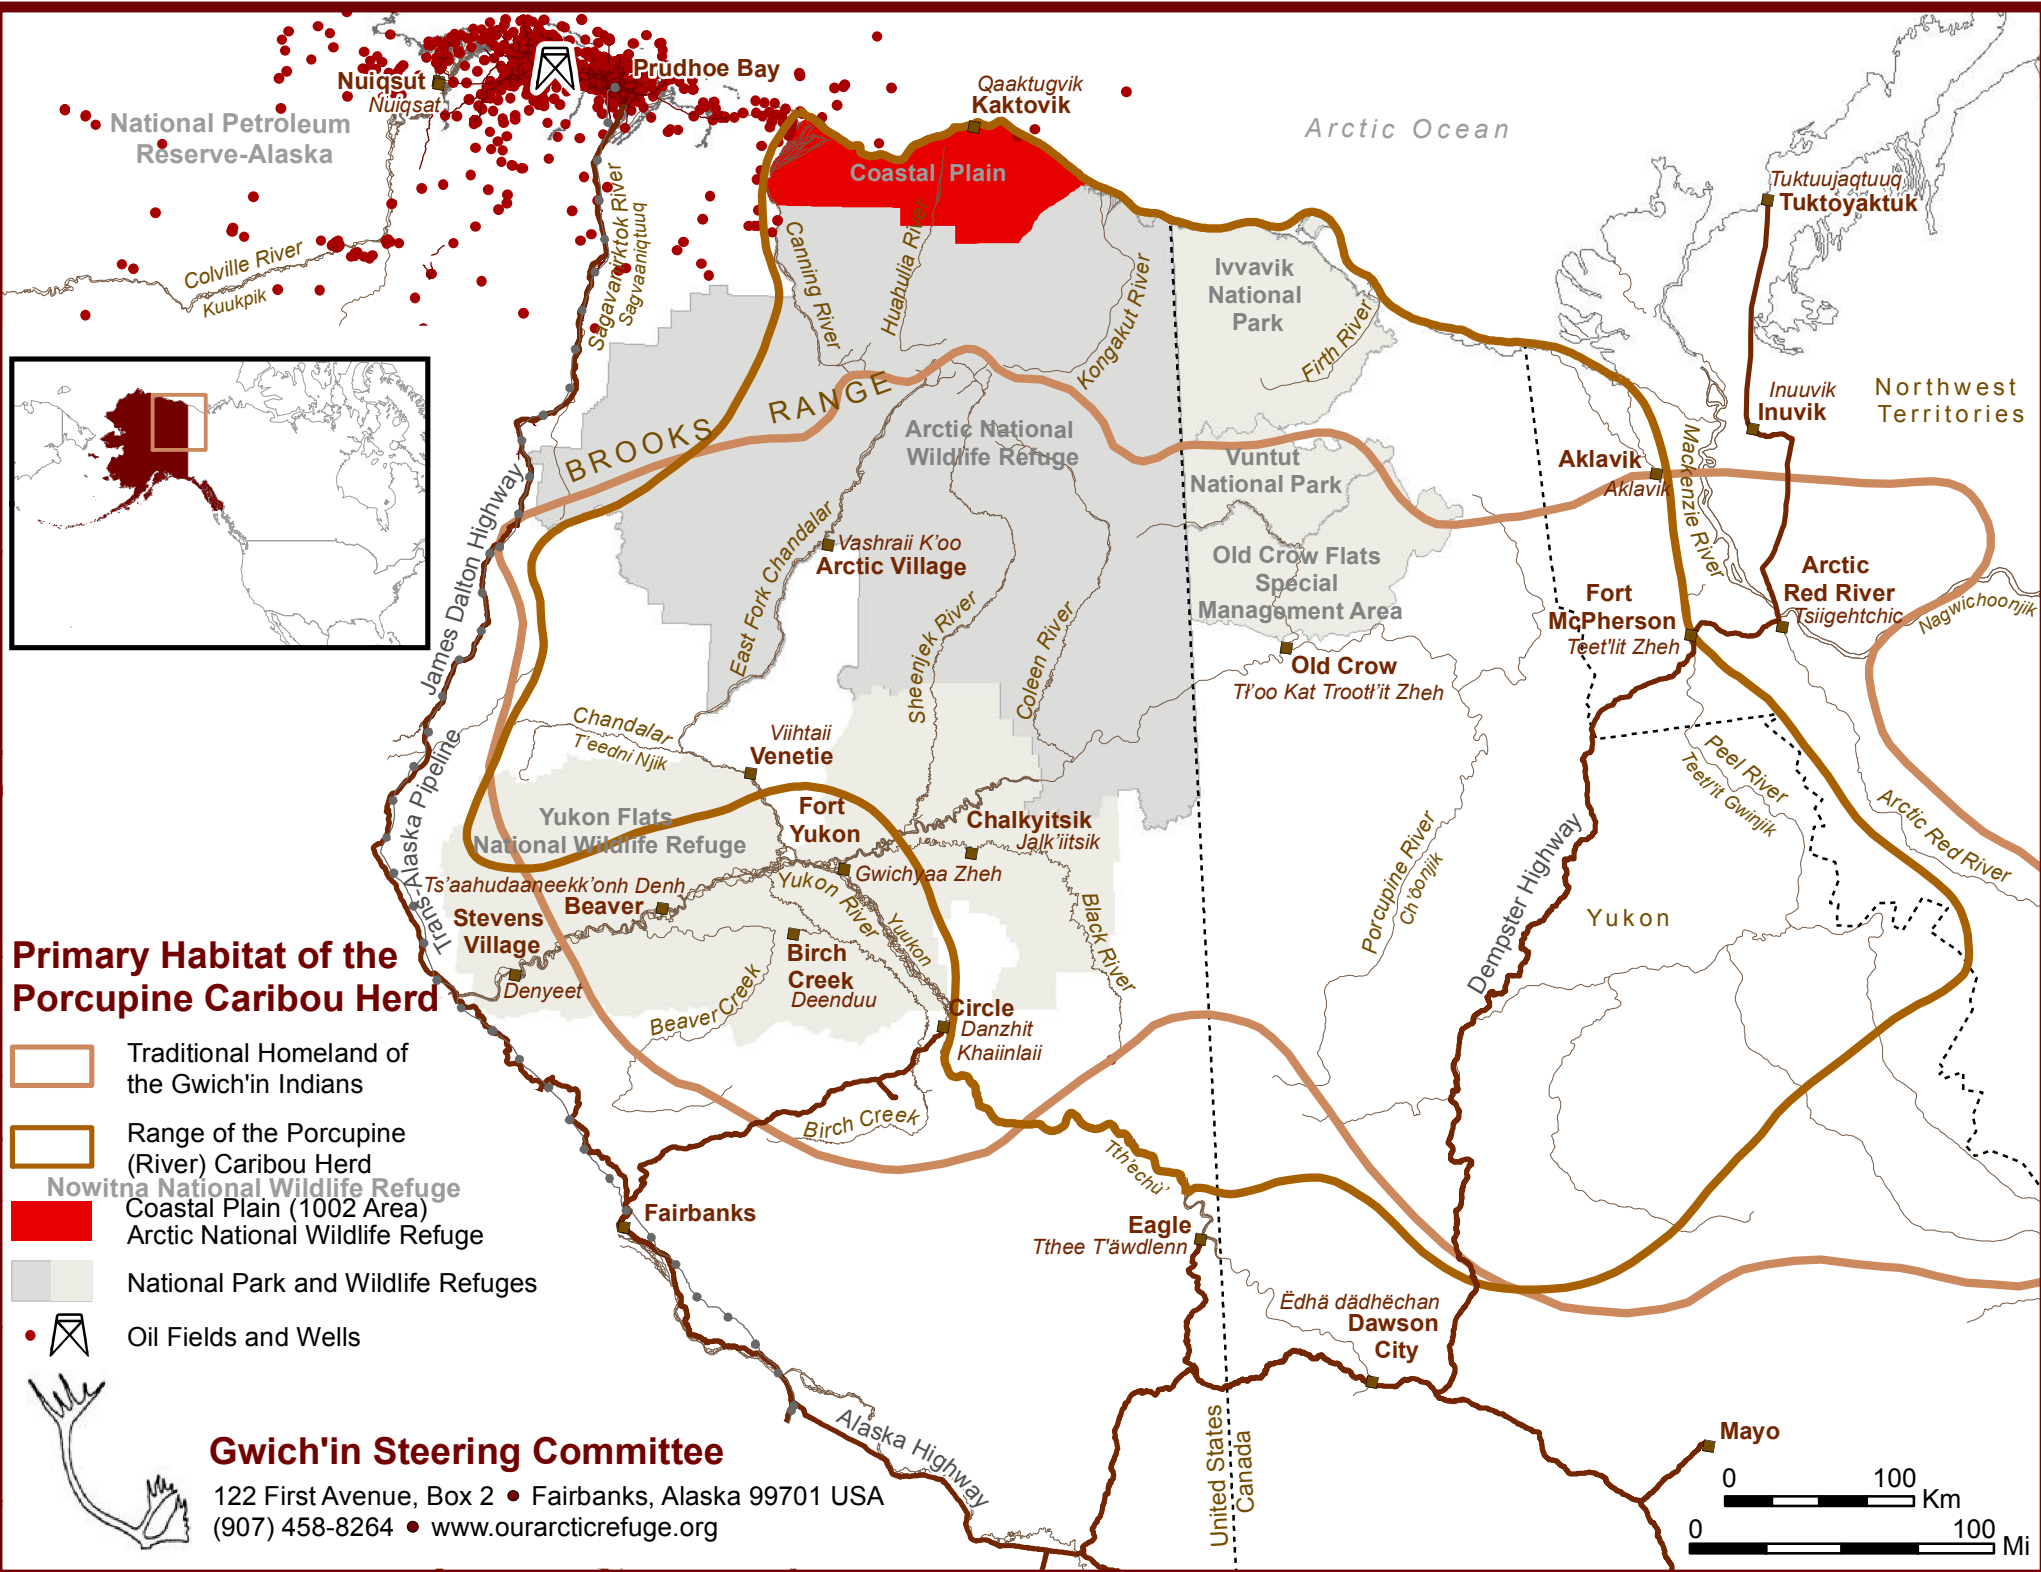 Prudhoe Bay
Nuiqsut
Nuiqsat
National Petroleum
Reserve-Alaska
Qaaktugvik
Kaktovik
Arctic Ocean
Coastal Plain
Tuktuujaqtuuq
Tuktoyaktuk
Colville River
Kuukpik
Sagavanirktok River
Sagvaaniqtuuq
Canning River
Huahulia River
Kongakut River
Ivvavik
National
Park
Firth River
BROOKS RANGE
Arctic National
Wildlife Refuge
Vuntut
National Park
Inuuvik
Inuvik
Northwest
Territories
Aklavik
Aklavik
Mackenzie River
James Dalton Highway
East Fork Chandalar
Vashraii K'oo
Arctic Village
Sheenjek River
Coleen River
Old Crow Flats
Special
Management Area
Old Crow
Tł'oo Kat Trootł'it Zheh
Fort
McPherson
Teet'lit Zheh
Arctic
Red River
Tsiigehtchic
Nagwichoonjik
Chandalar
T'eedni Njik
Viihtaii
Venetie
Trans-Alaska Pipeline
Yukon Flats
National Wildlife Refuge
Fort
Yukon
Gwichyaa Zheh
Chalkyitsik
Jalk'iitsik
Ts'aahudaaneekk'onh Denh
Beaver
Stevens
Village
Denyeet
Yukon River
Yuukon
Birch
Creek
Deenduu
Beaver Creek
Black River
Circle
Danzhit
Khaiinlaii
Birch Creek
Porcupine River
Ch'oonjik
Dempster Highway
Yukon
Peel River
Teetl'it Gwinjik
Arctic Red River
Tth'echù'
Eagle
Tthee T'äwdlenn
Fairbanks
Ëdhä dädhëchan
Dawson
City
Alaska Highway
United States
Canada
Mayo
0 100 Km
0 100 Mi
Primary Habitat of the
Porcupine Caribou Herd
Traditional Homeland of
the Gwich'in Indians
Range of the Porcupine
(River) Caribou Herd
Nowitna National Wildlife Refuge
Coastal Plain (1002 Area)
Arctic National Wildlife Refuge
National Park and Wildlife Refuges
Oil Fields and Wells
Gwich'in Steering Committee
122 First Avenue, Box 2 • Fairbanks, Alaska 99701 USA
(907) 458-8264 • www.ourarcticrefuge.org